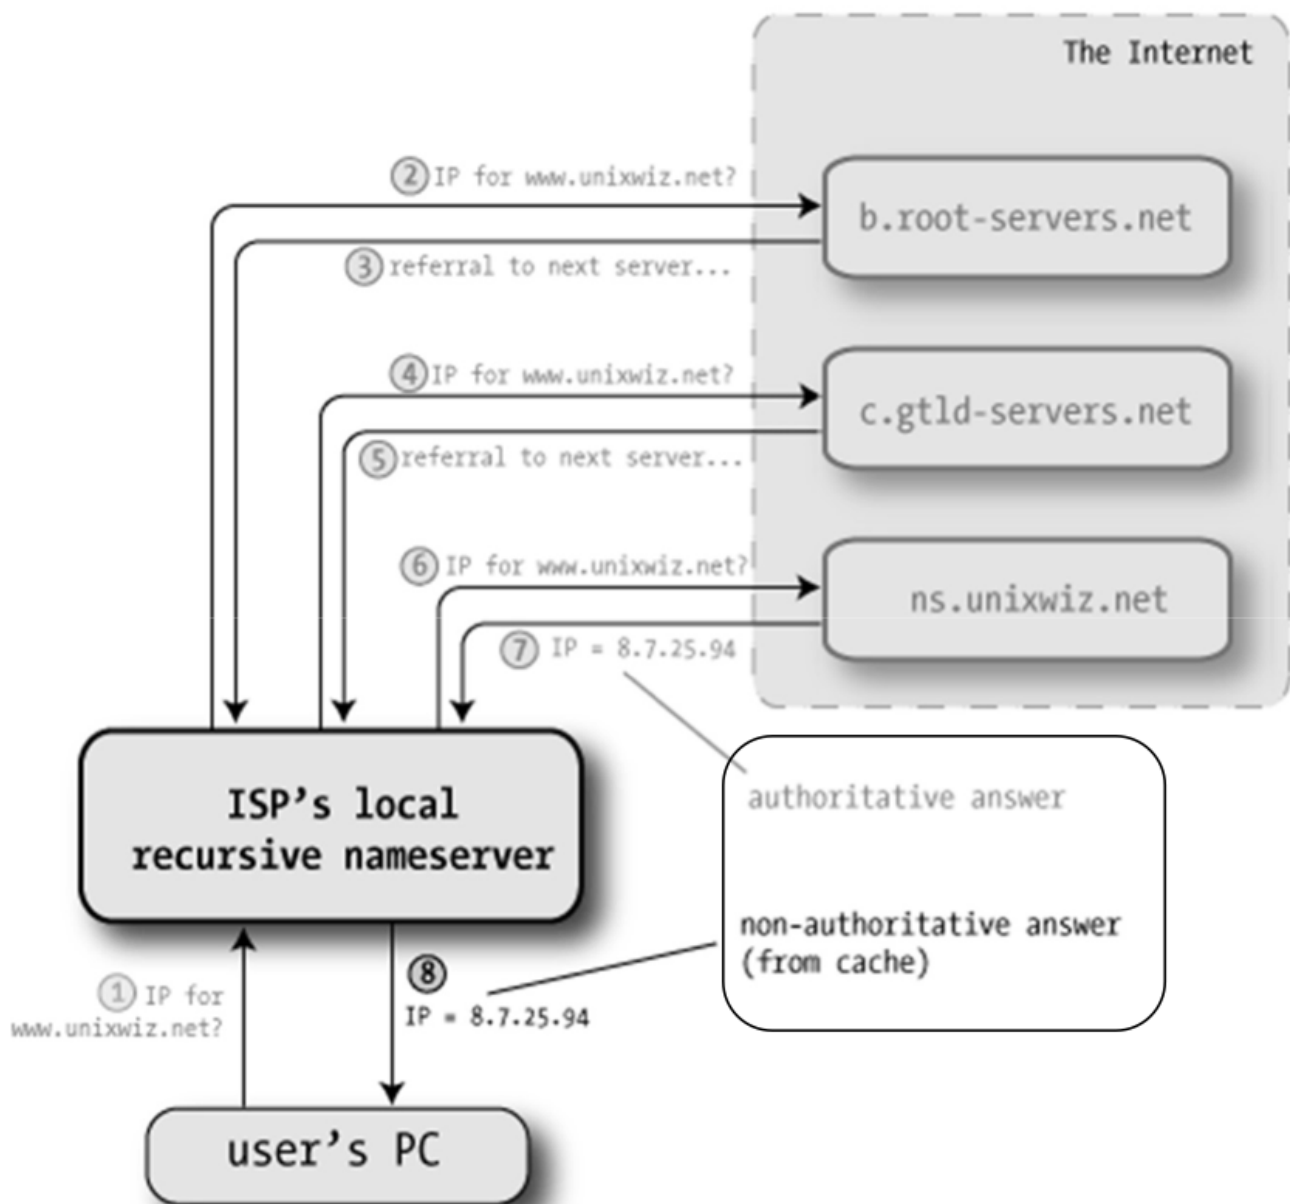 The Internet
2 IP for www.unixwiz.net?
b.root-servers.net
3 referral to next server...
4 IP for www.unixwiz.net?
c.gtld-servers.net
5 referral to next server...
6 IP for www.unixwiz.net?
ns.unixwiz.net
7 IP = 8.7.25.94
ISP's local
recursive nameserver
authoritative answer
non-authoritative answer
(from cache)
1 IP for
www.unixwiz.net?
8
IP = 8.7.25.94
user's PC